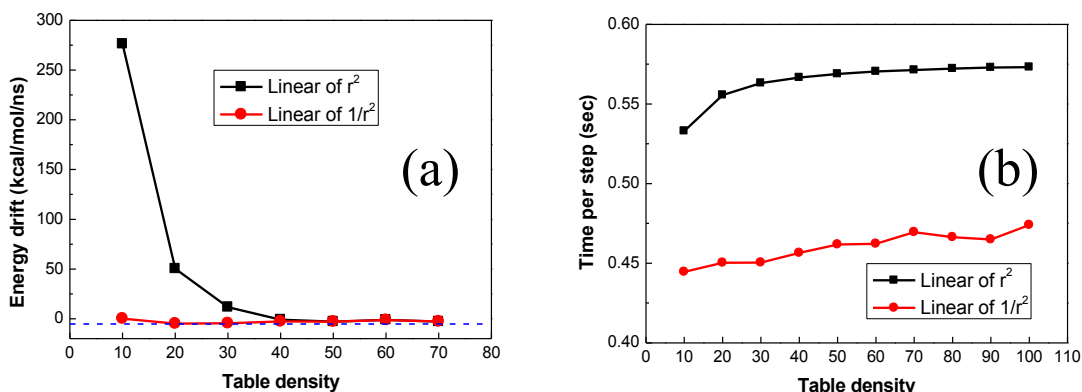 300
250
200
150
100
50
0
Energy drift (kcal/mol/ns)
Linear of r²
Linear of 1/r²
(a)
0 10 20 30 40 50 60 70 80
Table density
0.60
0.55
0.50
0.45
0.40
Time per step (sec)
(b)
Linear of r²
Linear of 1/r²
0 10 20 30 40 50 60 70 80 90 100 110
Table density